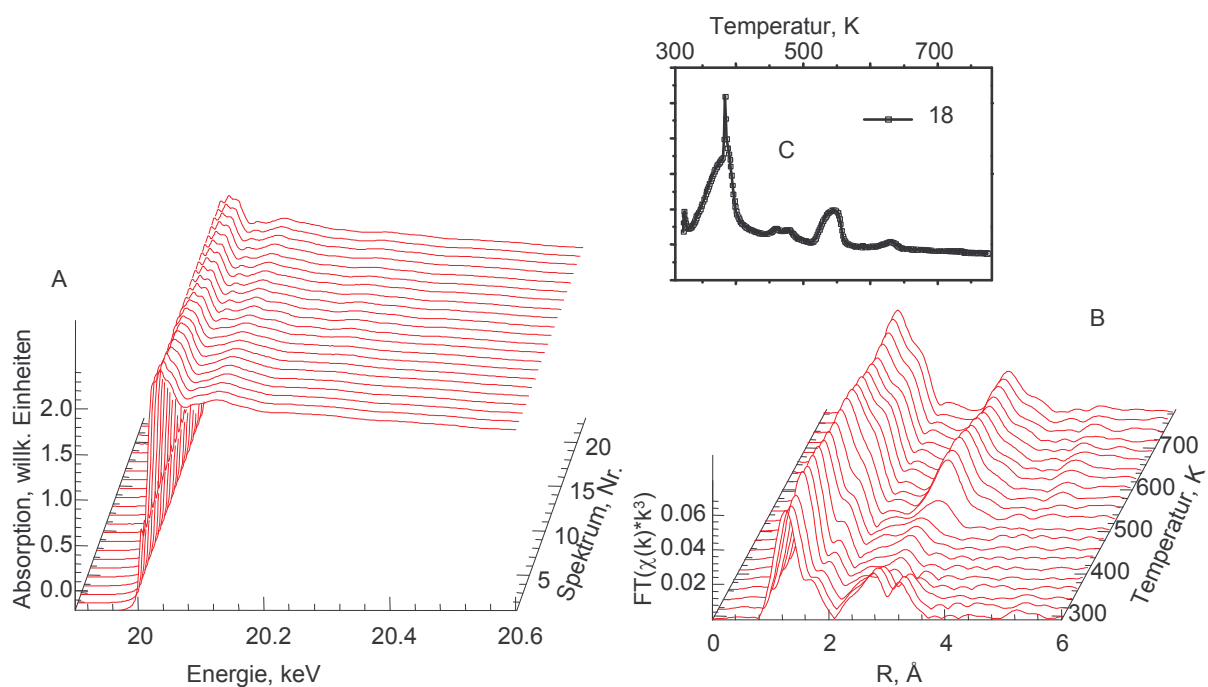 Temperatur, K
300 500 700
18
C
A
Absorption, willk. Einheiten
2.0
1.5
1.0
0.5
0.0
20 20.2 20.4 20.6
Energie, keV
5
10
15
20
Spektrum, Nr.
B
FT(χ(k)*K³)
0.06
0.04
0.02
0 2 4 6
R, Å
300
400
500
600
700
Temperatur, K